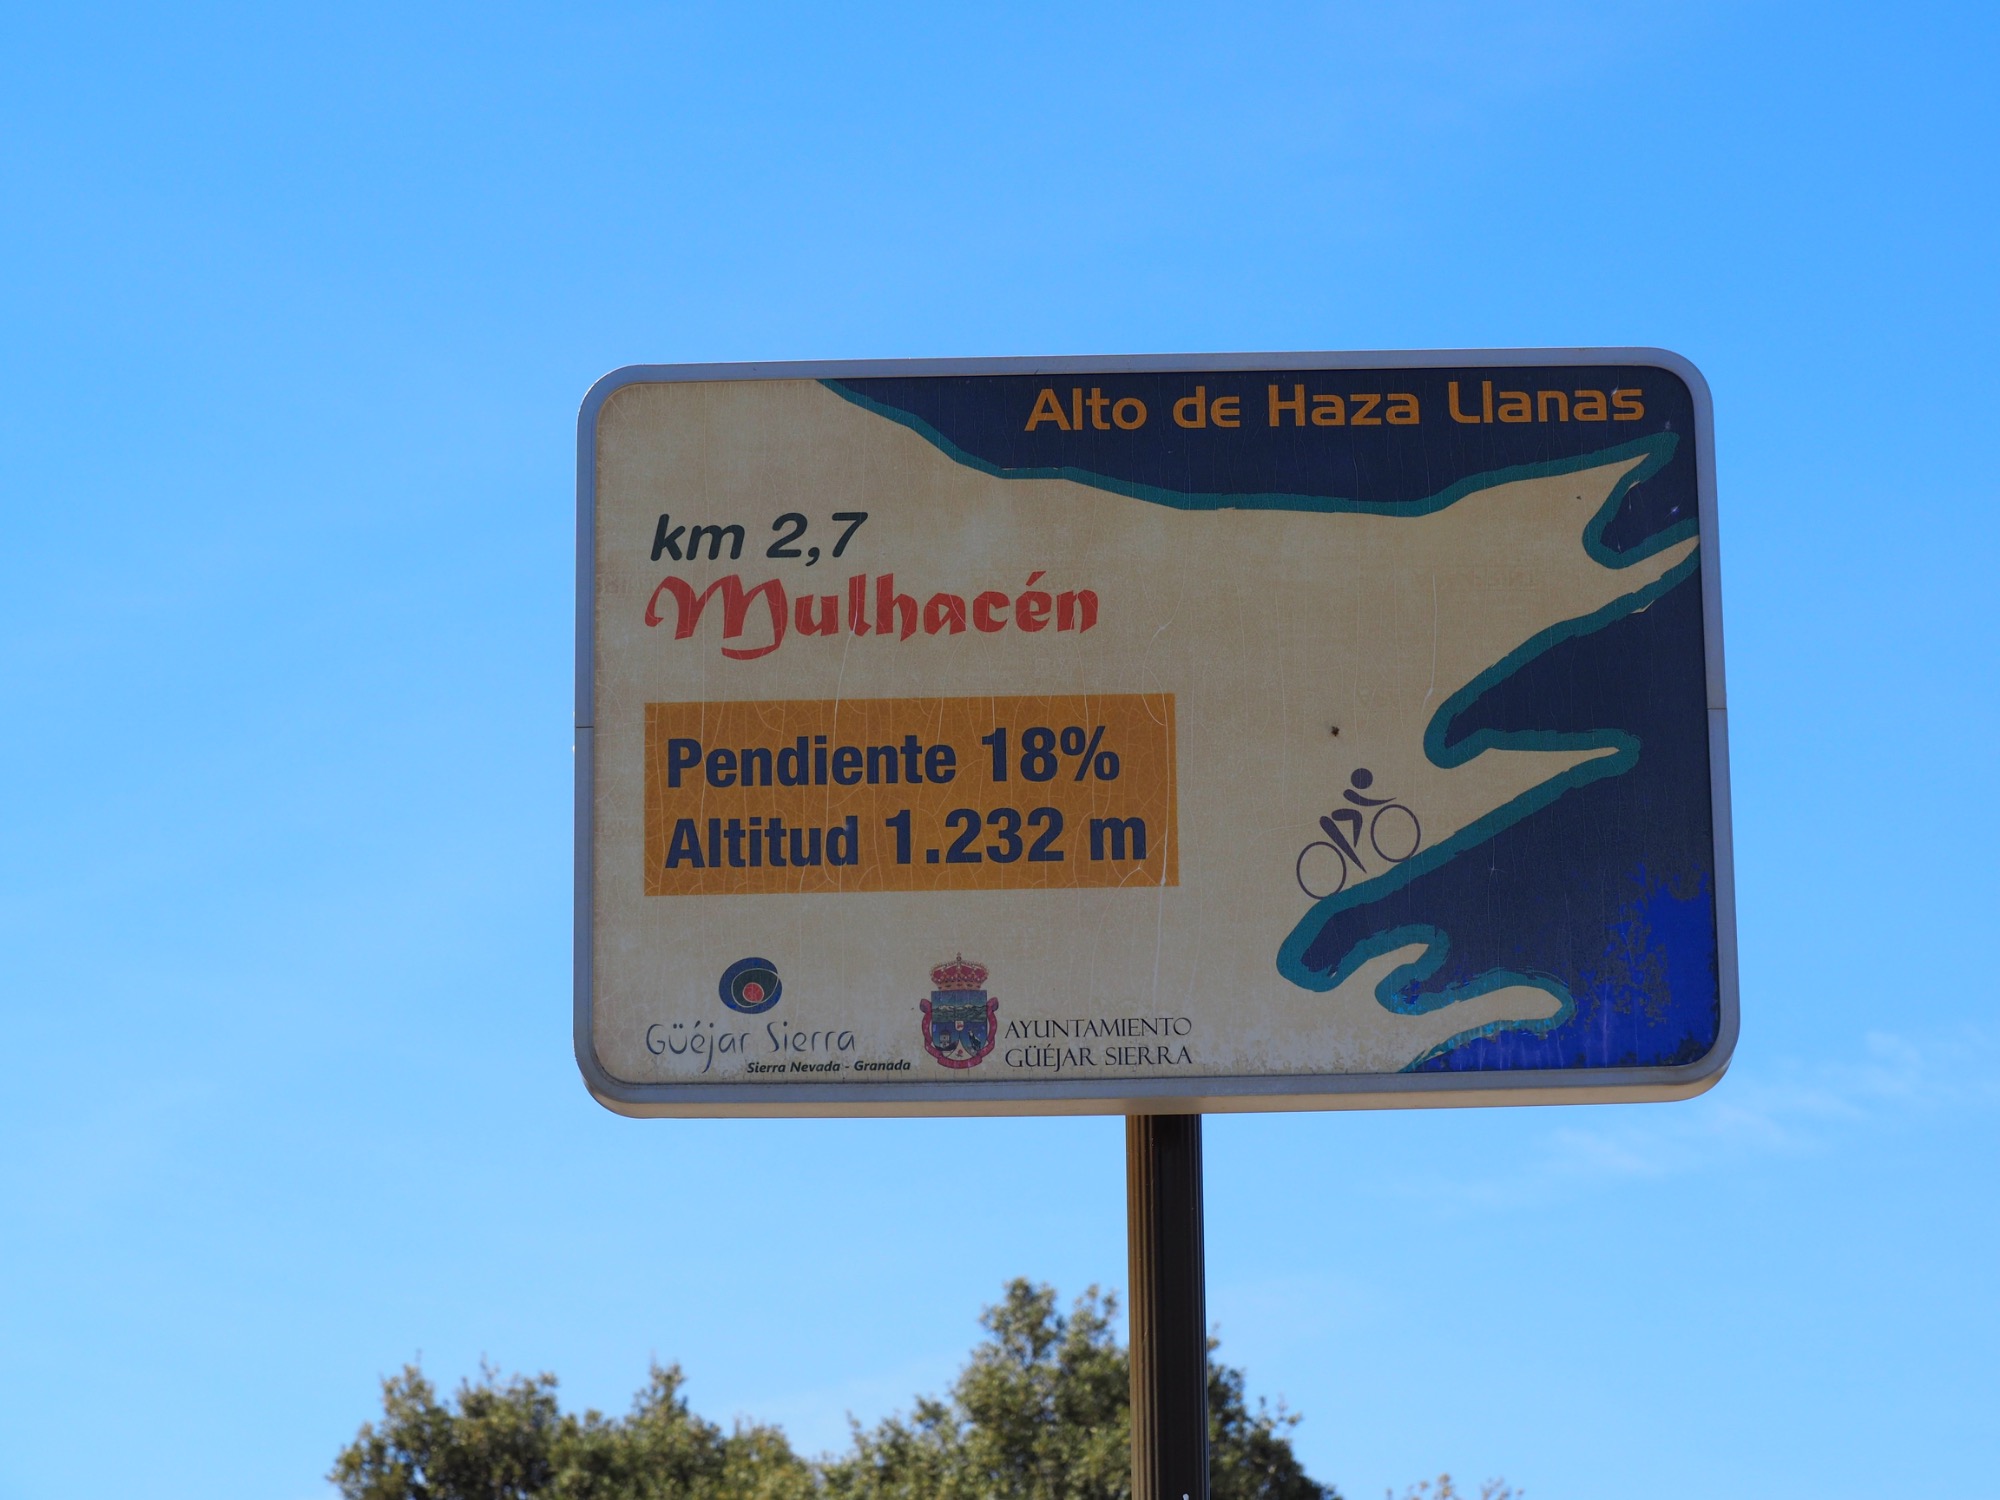 Alto de Haza Llanas
km 2,7
Mulhacén
Pendiente 18%
Altitud 1.232 m
Güéjar Sierra
Sierra Nevada - Granada
AYUNTAMIENTO
GÜÉJAR SIERRA